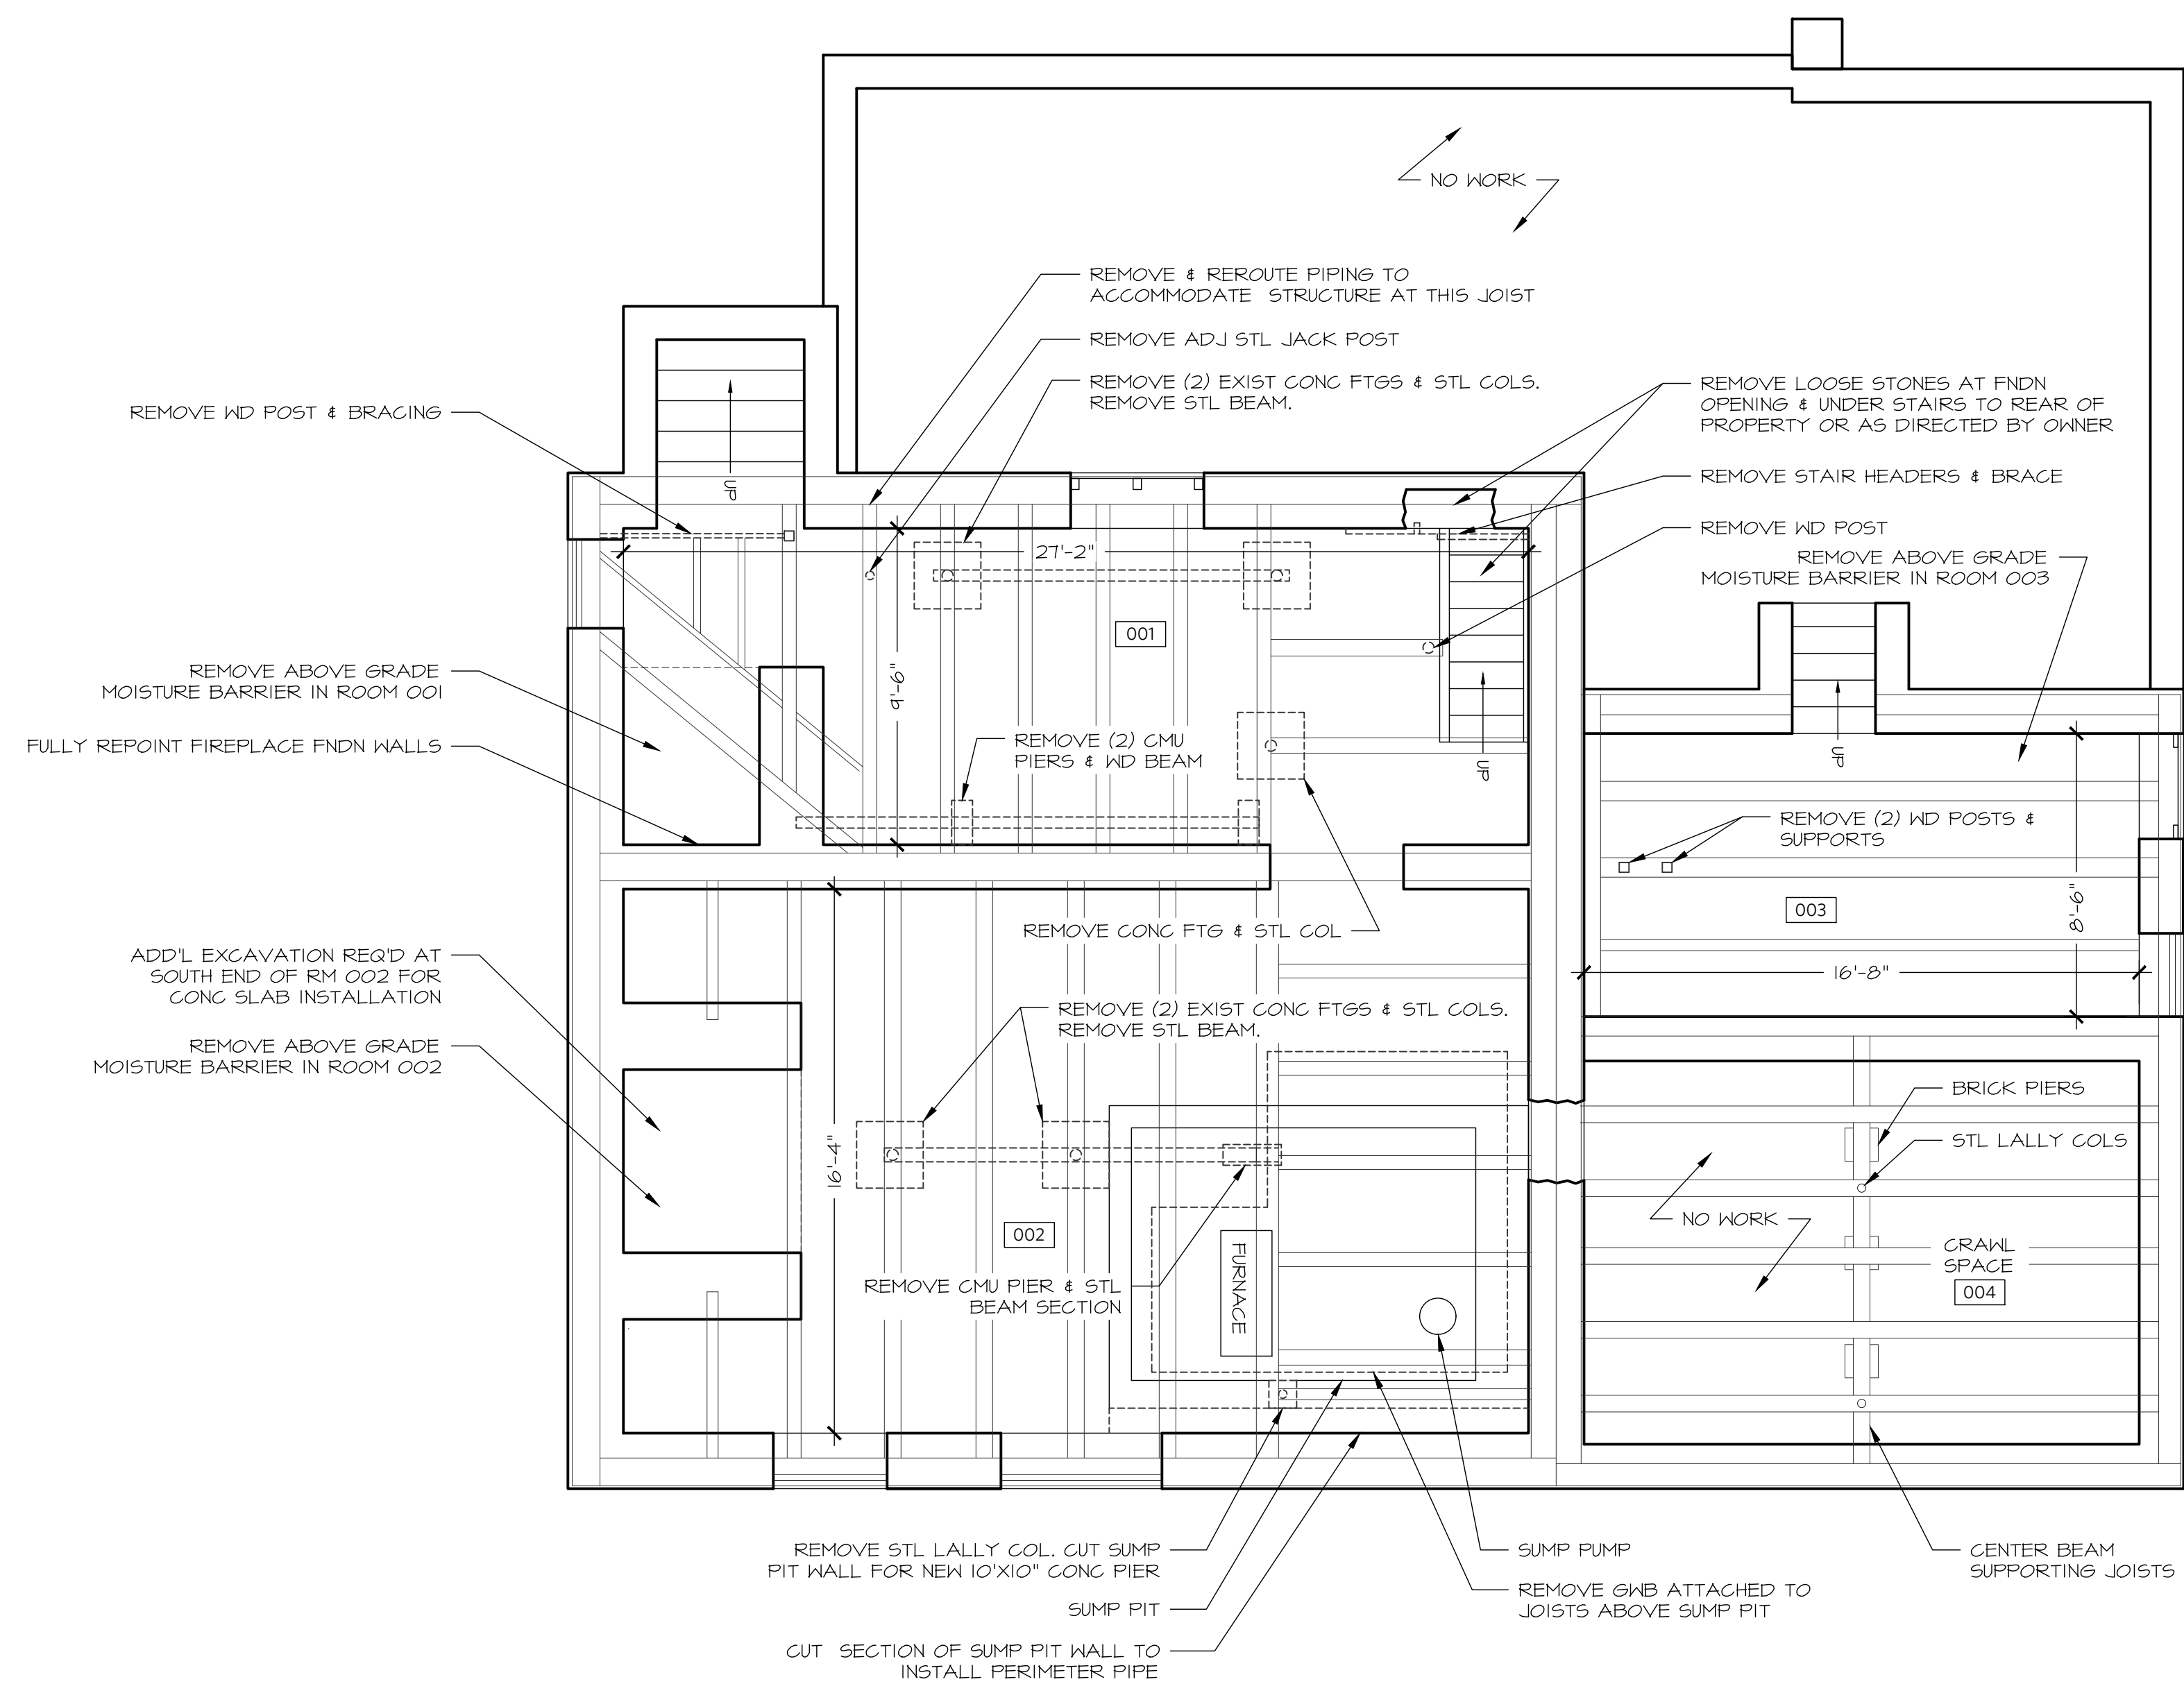 NO WORK
REMOVE & REROUTE PIPING TO
ACCOMMODATE STRUCTURE AT THIS JOIST
REMOVE ADJ STL JACK POST
REMOVE (2) EXIST CONC FTGS & STL COLS.
REMOVE STL BEAM.
REMOVE LOOSE STONES AT FNDN
OPENING & UNDER STAIRS TO REAR OF
PROPERTY OR AS DIRECTED BY OWNER
REMOVE WD POST & BRACING
REMOVE STAIR HEADERS & BRACE
UP
REMOVE WD POST
27'-2"
REMOVE ABOVE GRADE
MOISTURE BARRIER IN ROOM 003
001
REMOVE ABOVE GRADE
MOISTURE BARRIER IN ROOM 001
9'-6"
FULLY REPOINT FIREPLACE FNDN WALLS
REMOVE (2) CMU
PIERS & WD BEAM
UP
UP
REMOVE (2) WD POSTS &
SUPPORTS
003
8'-6"
REMOVE CONC FTG & STL COL
16'-8"
ADD'L EXCAVATION REQ'D AT
SOUTH END OF RM 002 FOR
CONC SLAB INSTALLATION
REMOVE (2) EXIST CONC FTGS & STL COLS.
REMOVE STL BEAM.
REMOVE ABOVE GRADE
MOISTURE BARRIER IN ROOM 002
BRICK PIERS
STL LALLY COLS
16'-4"
NO WORK
002
CRAWL
SPACE
004
FURNACE
REMOVE CMU PIER & STL
BEAM SECTION
REMOVE STL LALLY COL. CUT SUMP
PIT WALL FOR NEW 10'X10" CONC PIER
SUMP PUMP
CENTER BEAM
SUPPORTING JOISTS
REMOVE GWB ATTACHED TO
JOISTS ABOVE SUMP PIT
SUMP PIT
CUT SECTION OF SUMP PIT WALL TO
INSTALL PERIMETER PIPE